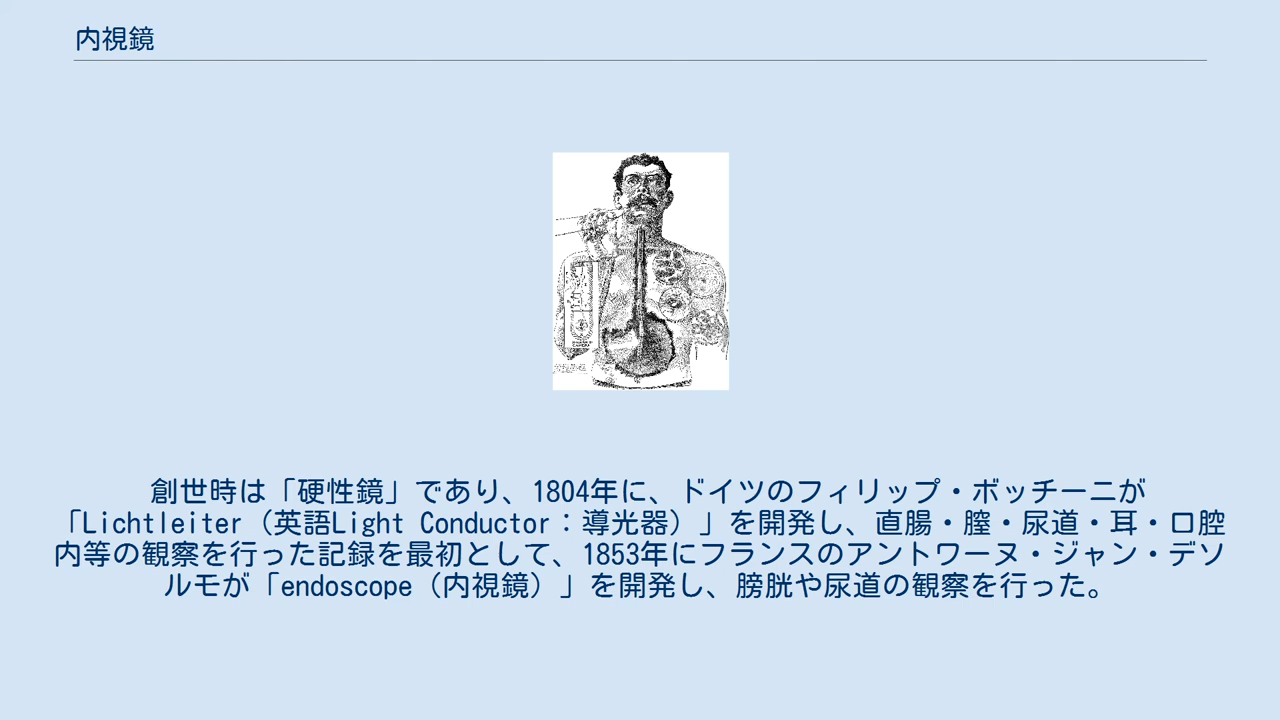 内視鏡
創世時は「硬性鏡」であり、1804年に、ドイツのフィリップ・ボッチーニが
「Lichtleiter（英語Light Conductor：導光器）」を開発し、直腸・膣・尿道・耳・口腔
内等の観察を行った記録を最初として、1853年にフランスのアントワーヌ・ジャン・デソ
ルモが「endoscope（内視鏡）」を開発し、膀胱や尿道の観察を行った。